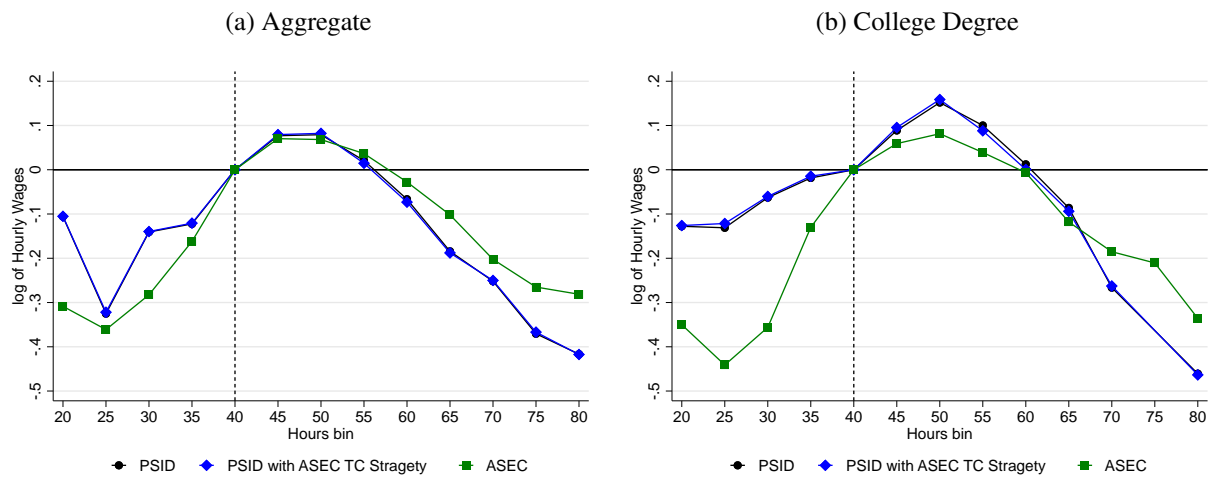 (a) Aggregate
.2
.1
0
-.1
-.2
-.3
-.4
-.5
log of Hourly Wages
20 25 30 35 40 45 50 55 60 65 70 75 80
Hours bin
PSID PSID with ASEC TC Stragety ASEC
(b) College Degree
.2
.1
0
-.1
-.2
-.3
-.4
-.5
log of Hourly Wages
20 25 30 35 40 45 50 55 60 65 70 75 80
Hours bin
PSID PSID with ASEC TC Stragety ASEC